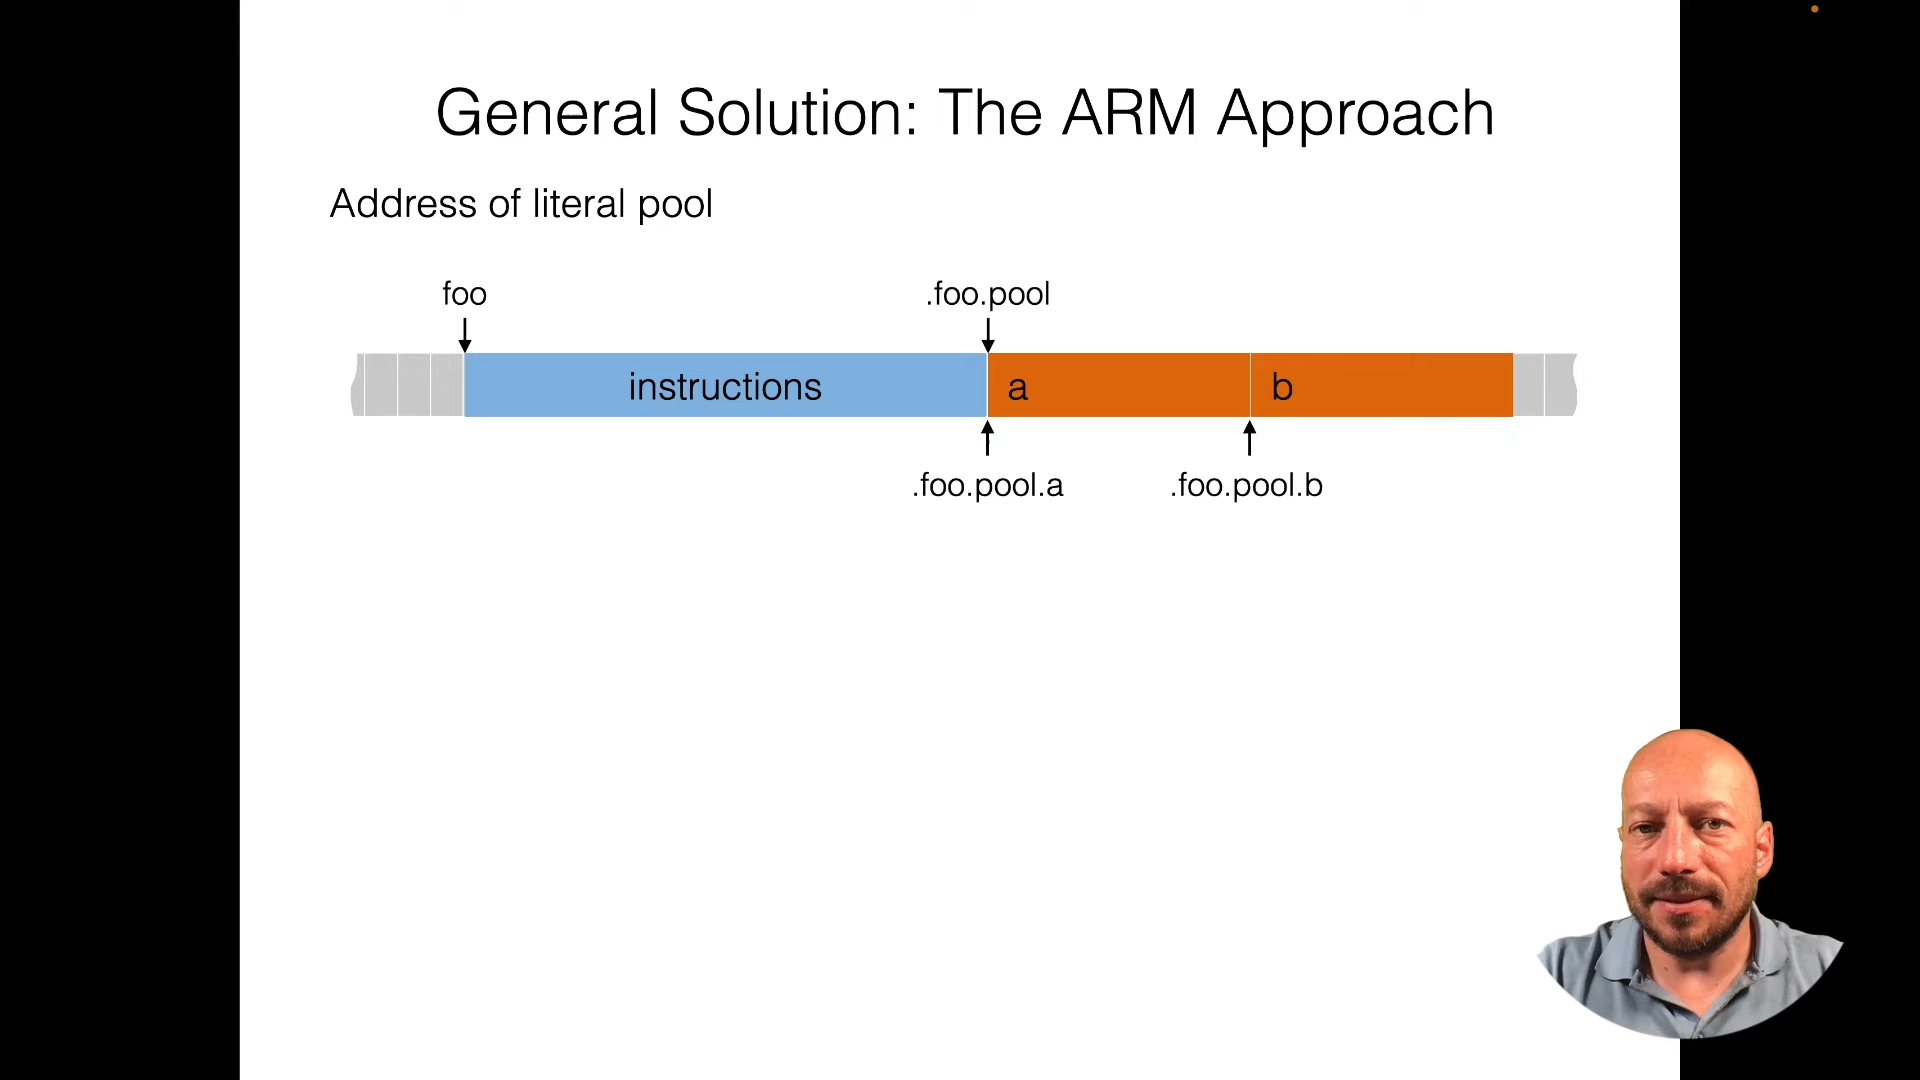 General Solution: The ARM Approach
Address of literal pool
foo
.foo.pool
instructions
a
b
.foo.pool.a
.foo.pool.b